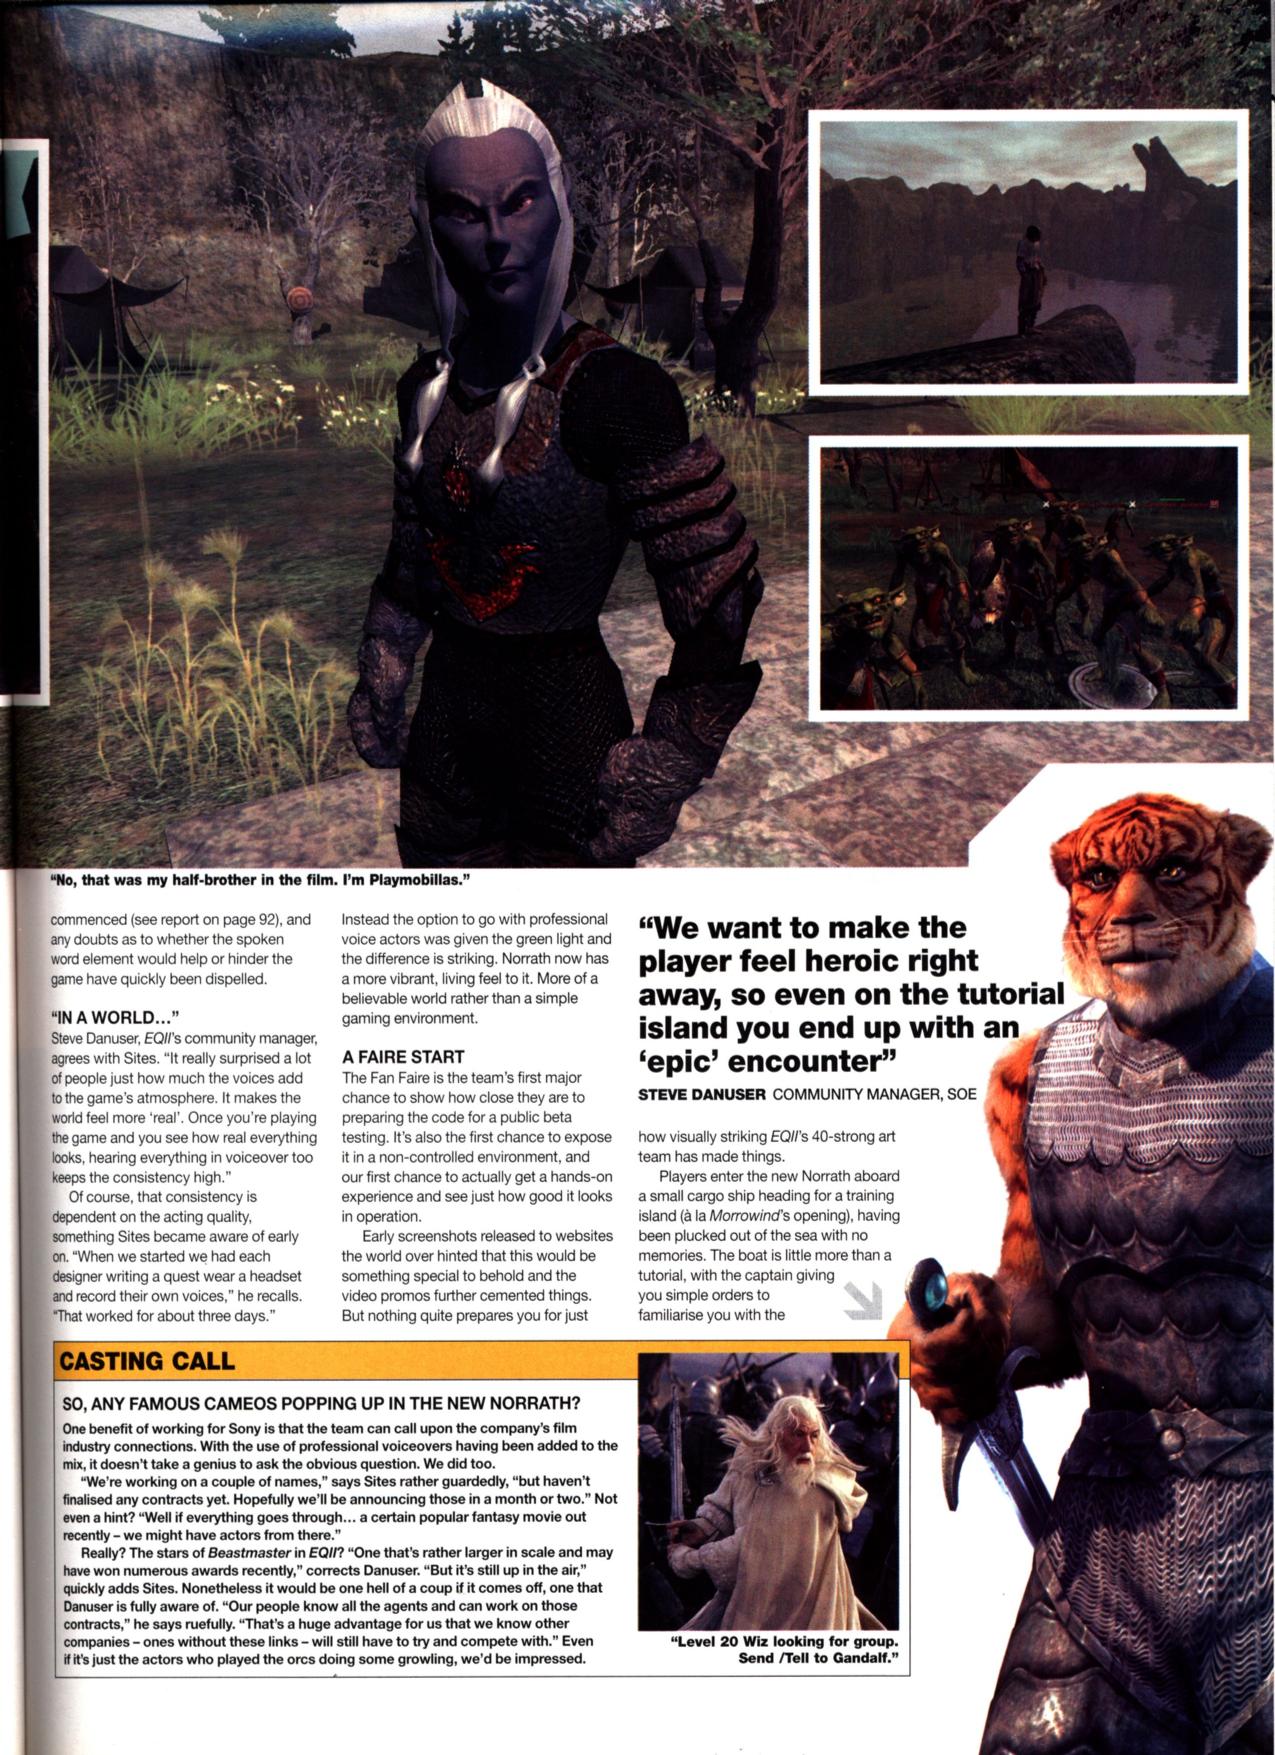 "No, that was my half-brother in the film. I'm Playmobillas."
commenced (see report on page 92), and
any doubts as to whether the spoken
word element would help or hinder the
game have quickly been dispelled.
"IN A WORLD..."
Steve Danuser, EQII's community manager,
agrees with Sites. "It really surprised a lot
of people just how much the voices add
to the game's atmosphere. It makes the
world feel more 'real'. Once you're playing
the game and you see how real everything
looks, hearing everything in voiceover too
keeps the consistency high."
Of course, that consistency is
dependent on the acting quality,
something Sites became aware of early
on. "When we started we had each
designer writing a quest wear a headset
and record their own voices," he recalls.
"That worked for about three days."
Instead the option to go with professional
voice actors was given the green light and
the difference is striking. Norrath now has
a more vibrant, living feel to it. More of a
believable world rather than a simple
gaming environment.
A FAIRE START
The Fan Faire is the team's first major
chance to show how close they are to
preparing the code for a public beta
testing. It's also the first chance to expose
it in a non-controlled environment, and
our first chance to actually get a hands-on
experience and see just how good it looks
in operation.
Early screenshots released to websites
the world over hinted that this would be
something special to behold and the
video promos further cemented things.
But nothing quite prepares you for just
"We want to make the
player feel heroic right
away, so even on the tutorial
island you end up with an
'epic' encounter"
STEVE DANUSER COMMUNITY MANAGER, SOE
how visually striking EQII's 40-strong art
team has made things.
Players enter the new Norrath aboard
a small cargo ship heading for a training
island (à la Morrowind's opening), having
been plucked out of the sea with no
memories. The boat is little more than a
tutorial, with the captain giving
you simple orders to
familiarise you with the
CASTING CALL
SO, ANY FAMOUS CAMEOS POPPING UP IN THE NEW NORRATH?
One benefit of working for Sony is that the team can call upon the company's film
industry connections. With the use of professional voiceovers having been added to the
mix, it doesn't take a genius to ask the obvious question. We did too.
"We're working on a couple of names," says Sites rather guardedly, "but haven't
finalised any contracts yet. Hopefully we'll be announcing those in a month or two." Not
even a hint? "Well if everything goes through... a certain popular fantasy movie out
recently – we might have actors from there."
Really? The stars of Beastmaster in EQII? "One that's rather larger in scale and may
have won numerous awards recently," corrects Danuser. "But it's still up in the air,"
quickly adds Sites. Nonetheless it would be one hell of a coup if it comes off, one that
Danuser is fully aware of. "Our people know all the agents and can work on those
contracts," he says ruefully. "That's a huge advantage for us that we know other
companies – ones without these links – will still have to try and compete with." Even
if it's just the actors who played the orcs doing some growling, we'd be impressed.
"Level 20 Wiz looking for group.
Send /Tell to Gandalf."